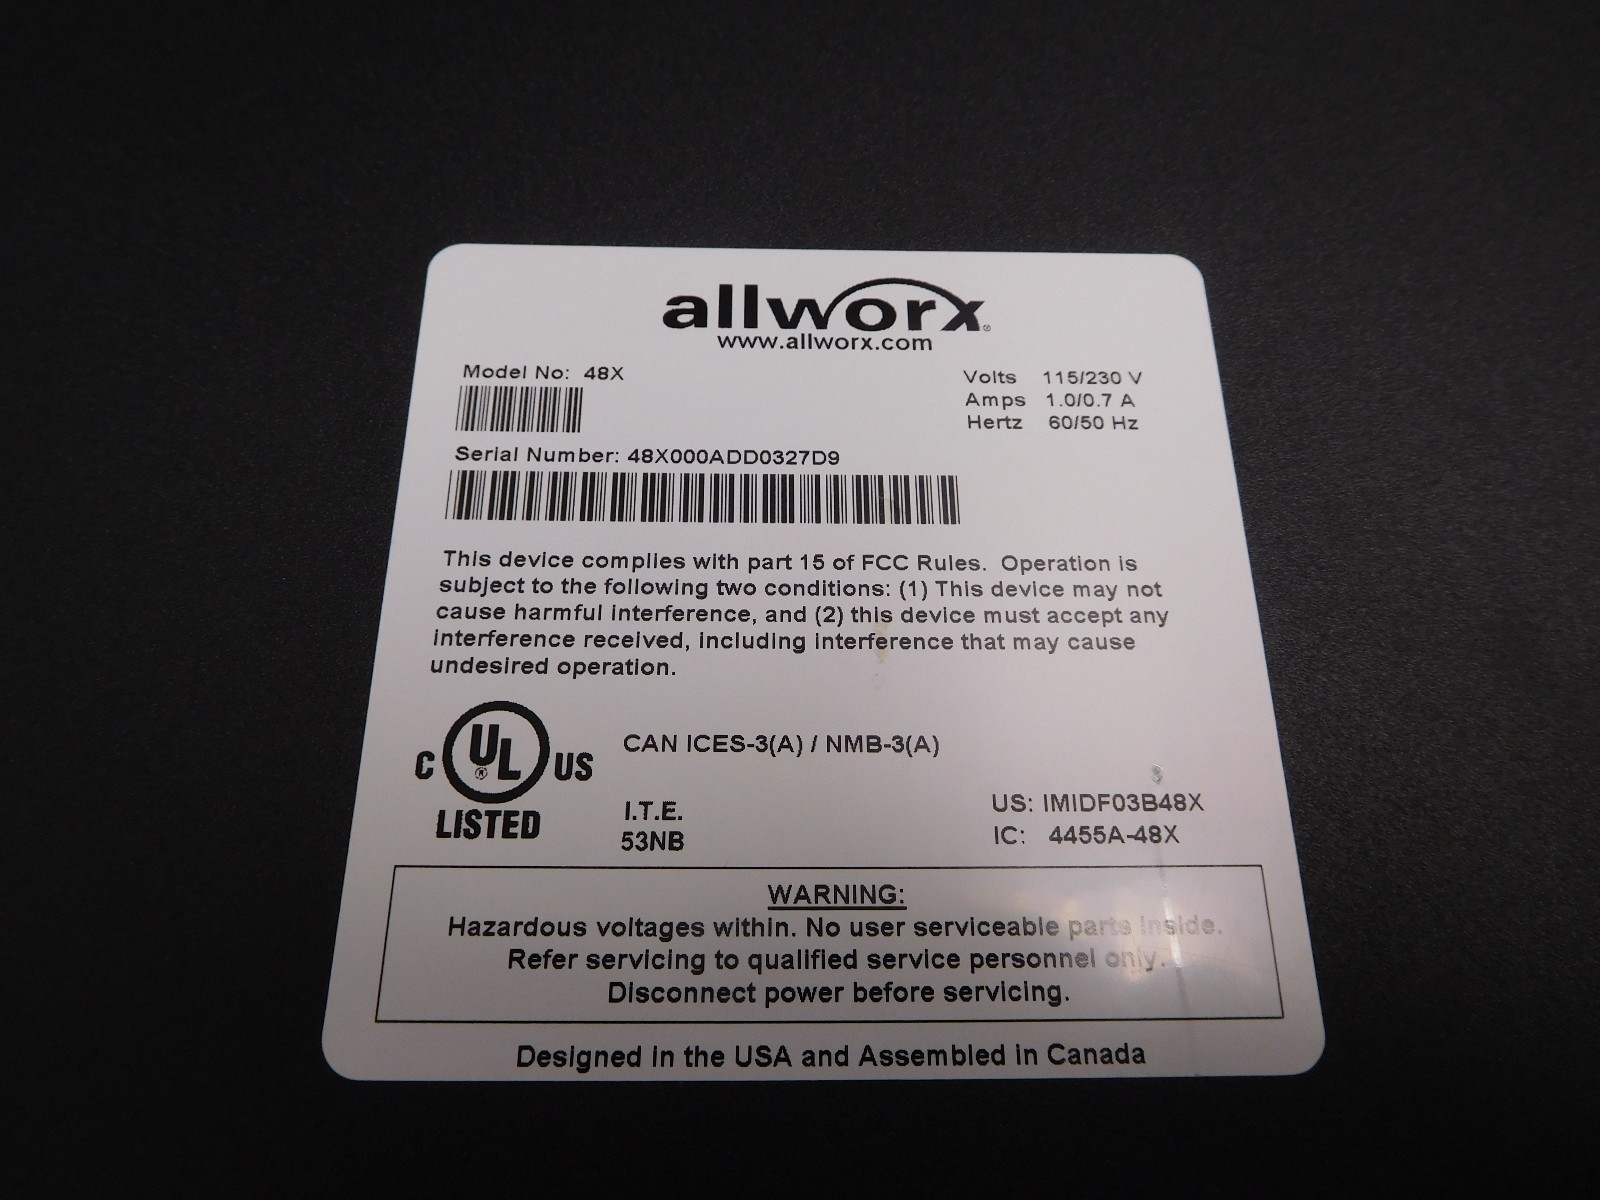 allworx®
www.allworx.com
Model No: 48X
Volts 115/230 V
Amps 1.0/0.7 A
Hertz 60/50 Hz
Serial Number: 48X000ADD0327D9
This device complies with part 15 of FCC Rules. Operation is
subject to the following two conditions: (1) This device may not
cause harmful interference, and (2) this device must accept any
interference received, including interference that may cause
undesired operation.
C UL® US
LISTED
CAN ICES-3(A) / NMB-3(A)
I.T.E.
53NB
US: IMIDF03B48X
IC: 4455A-48X
WARNING:
Hazardous voltages within. No user serviceable parts inside.
Refer servicing to qualified service personnel only.
Disconnect power before servicing.
Designed in the USA and Assembled in Canada